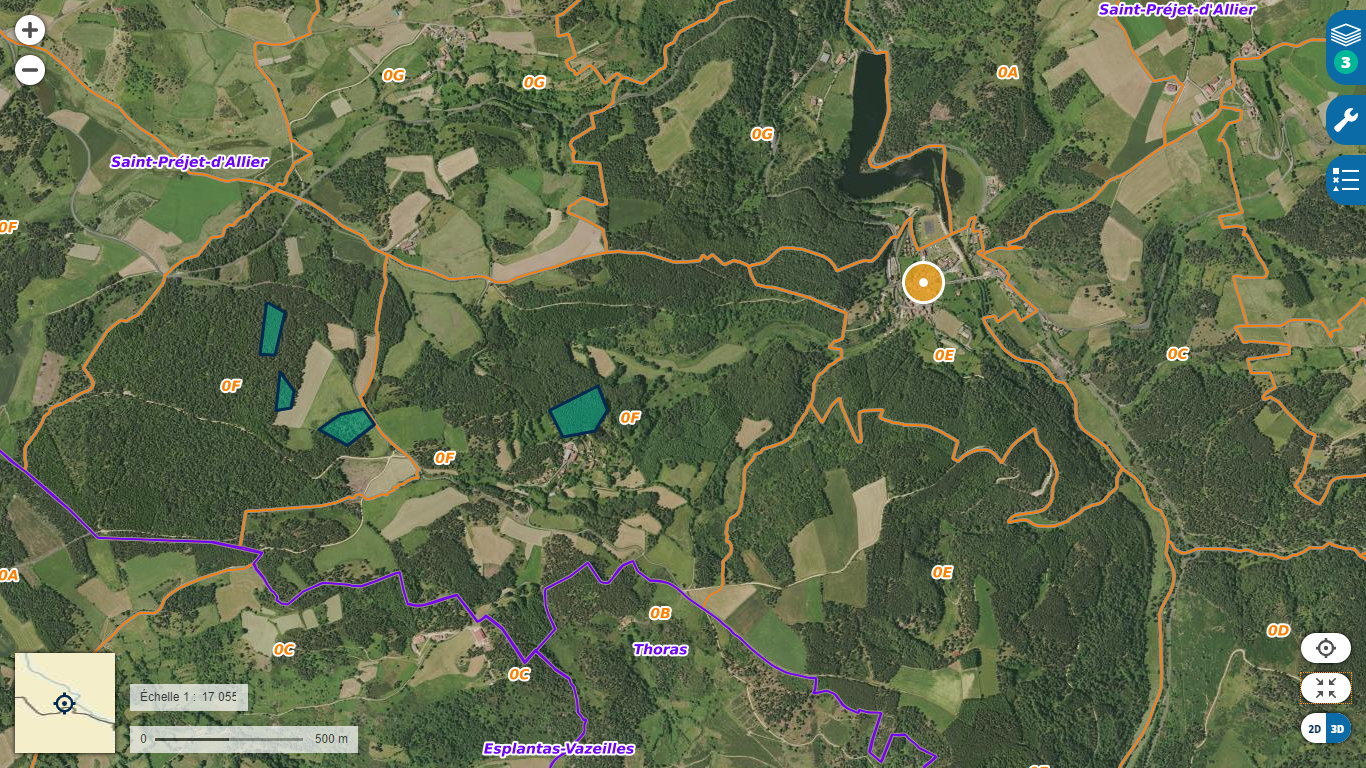 Saint-Préjet-d'Allier
3
0G
0G
0A
0G
Saint-Préjet-d'Allier
0F
0E
0C
0F
0F
0F
0A
0E
0B
0D
0C
Thoras
0C
Échelle 1 : 17 055
0
500 m
2D
3D
Esplantas-Vazeilles